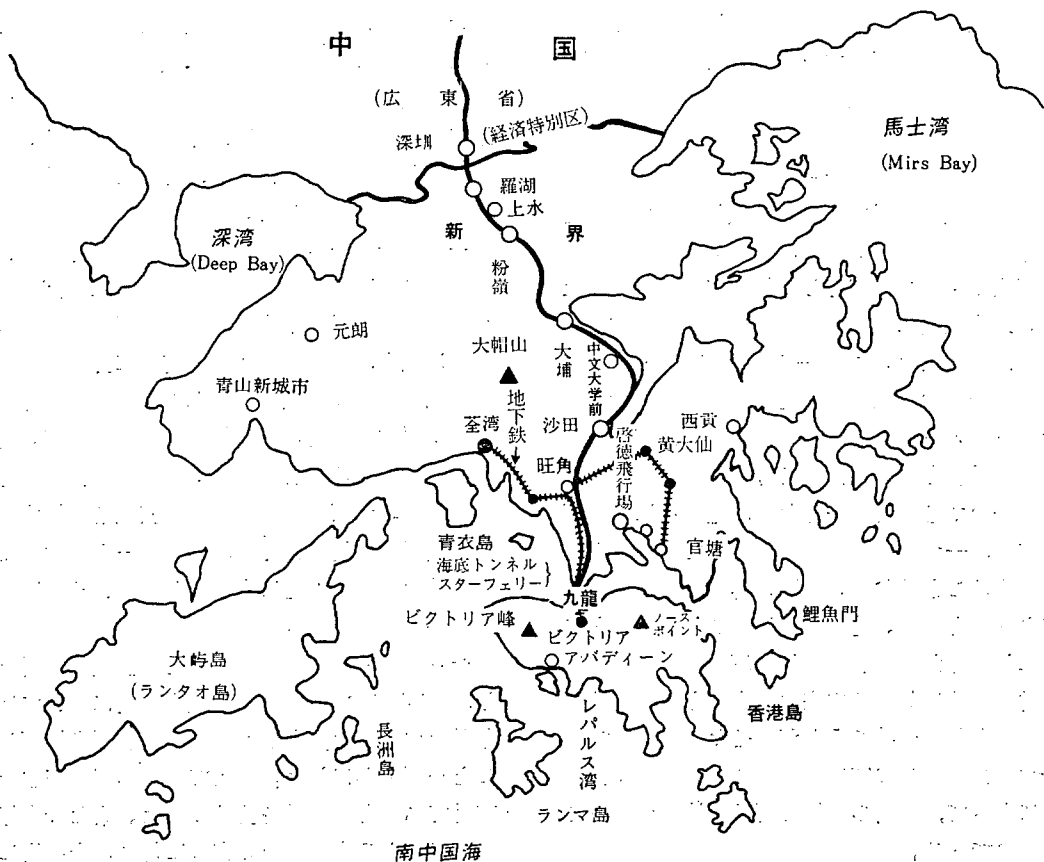 中国
(広東省)
深圳
(経済特別区)
馬士湾
(Mirs Bay)
羅湖
上水
新界
深湾
(Deep Bay)
粉嶺
元朗
大帽山
大埔
中文大学前
青山新城市
地下鉄
荃湾
沙田
啓徳飛行場
西貢
黄大仙
旺角
青衣島
官塘
海底トンネル
スターフェリー
九龍
ビクトリア峰
ビクトリア
ノース・
ポイント
鯉魚門
アバディーン
大嶼島
(ランタオ島)
長洲島
レパルス湾
香港島
ランマ島
南中国海